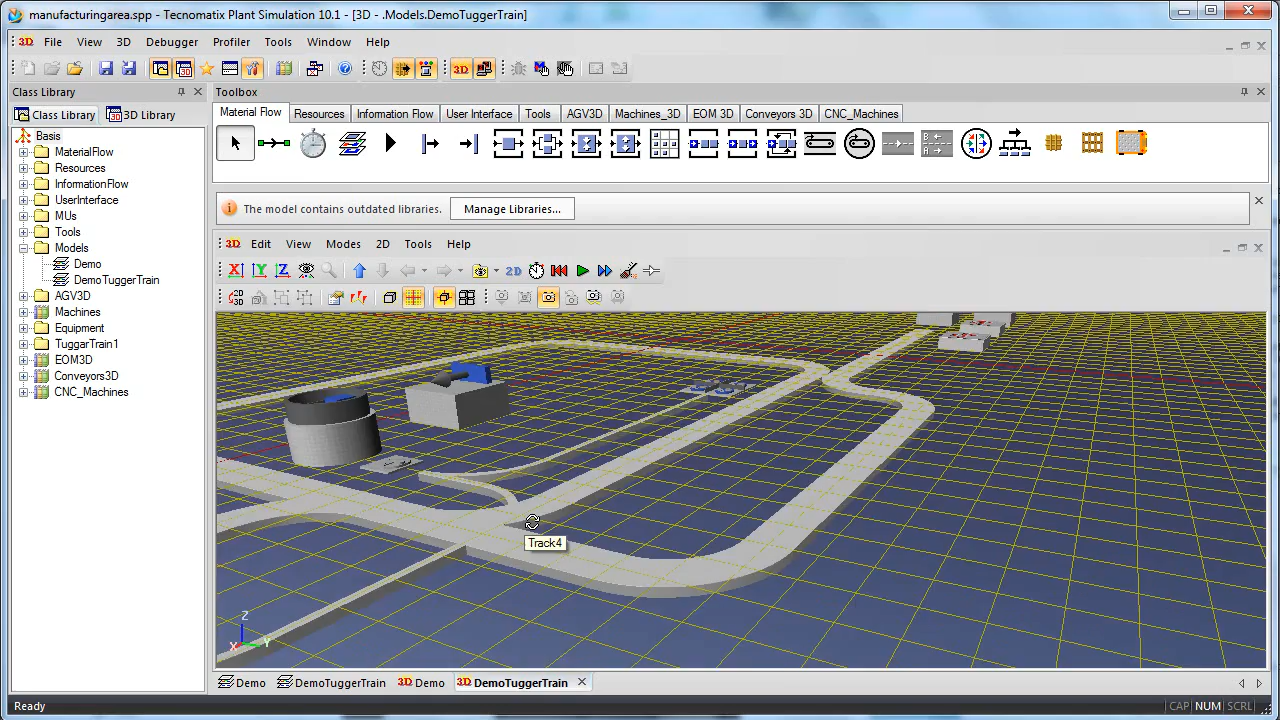 manufacturingarea.spp - Tecnomatix Plant Simulation 10.1 - [3D - .Models.DemoTuggerTrain]
3D File View 3D Debugger Profiler Tools Window Help
3D
Class Library
Toolbox
Class Library 3D Library
Material Flow Resources Information Flow User Interface Tools AGV3D Machines_3D EOM 3D Conveyors 3D CNC_Machines
Basis
MaterialFlow
Resources
InformationFlow
UserInterface
MUs
Tools
Models
Demo
DemoTuggerTrain
AGV3D
Machines
Equipment
TuggarTrain1
EOM3D
Conveyors3D
CNC_Machines
The model contains outdated libraries. Manage Libraries...
3D Edit View Modes 2D Tools Help
X Y Z 2D
Track4
Z
X Y
Demo DemoTuggerTrain 3D Demo 3D DemoTuggerTrain
Ready
CAP NUM SCRL